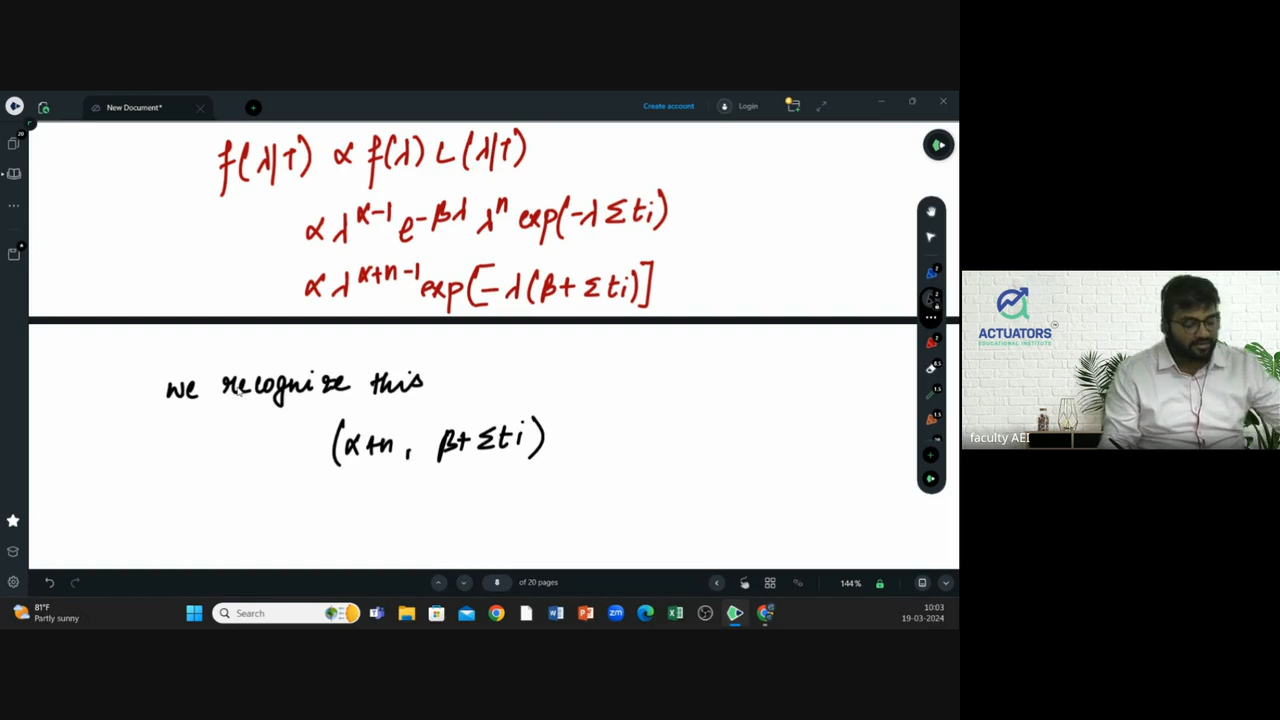 New Document*
Create account
Login
f(λ|T) ∝ f(λ) L(λ|T)
∝ λ^α-1 e^-βλ λ^n exp(-λ Σti)
∝ λ^α+n-1 exp[-λ(β+Σti)]
we recognize this
(α+n, β+Σti)
ACTUATORS
EDUCATIONAL INSTITUTE
faculty AEI
8 of 20 pages
144%
81°F
Partly sunny
Search
10:03
19-03-2024